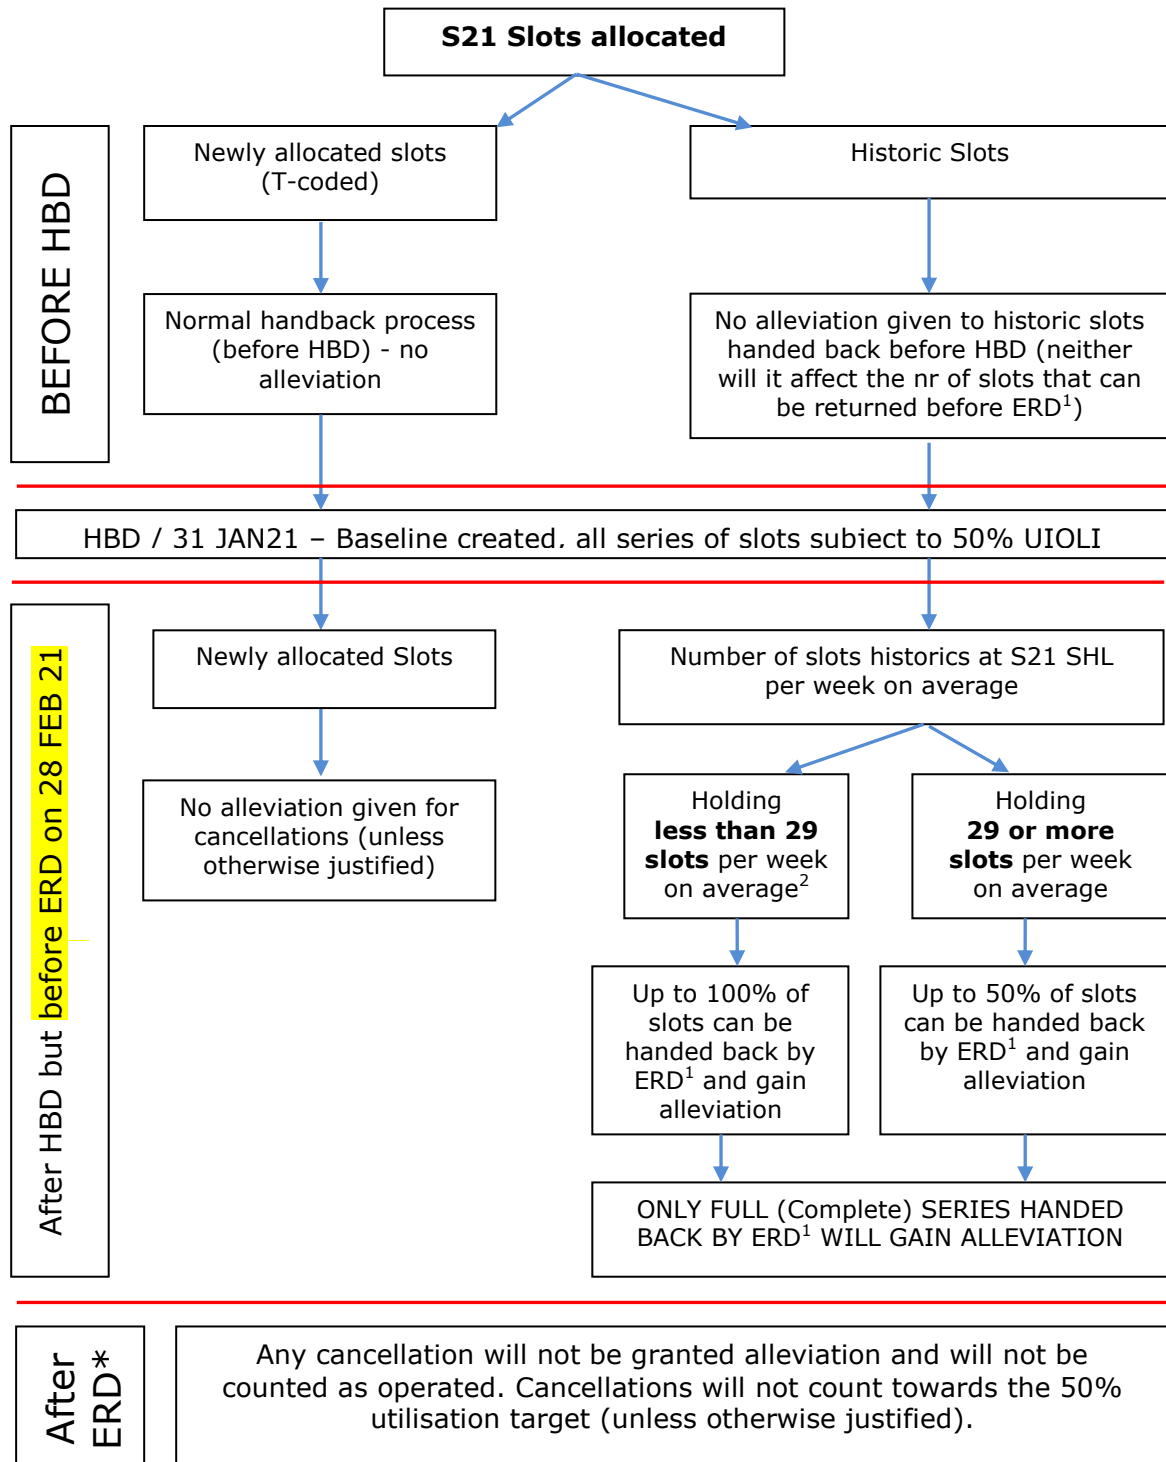 S21 Slots allocated
BEFORE HBD
Newly allocated slots
(T-coded)
Historic Slots
Normal handback process
(before HBD) - no
alleviation
No alleviation given to historic slots
handed back before HBD (neither
will it affect the nr of slots that can
be returned before ERD¹)
HBD / 31 JAN21 – Baseline created, all series of slots subject to 50% UIOLI
After HBD but before ERD on 28 FEB 21
Newly allocated Slots
Number of slots historics at S21 SHL
per week on average
No alleviation given for
cancellations (unless
otherwise justified)
Holding
less than 29
slots per week
on average²
Holding
29 or more
slots per week
on average
Up to 100% of
slots can be
handed back by
ERD¹ and gain
alleviation
Up to 50% of slots
can be handed back
by ERD¹ and gain
alleviation
ONLY FULL (Complete) SERIES HANDED
BACK BY ERD¹ WILL GAIN ALLEVIATION
After
ERD*
Any cancellation will not be granted alleviation and will not be
counted as operated. Cancellations will not count towards the 50%
utilisation target (unless otherwise justified).